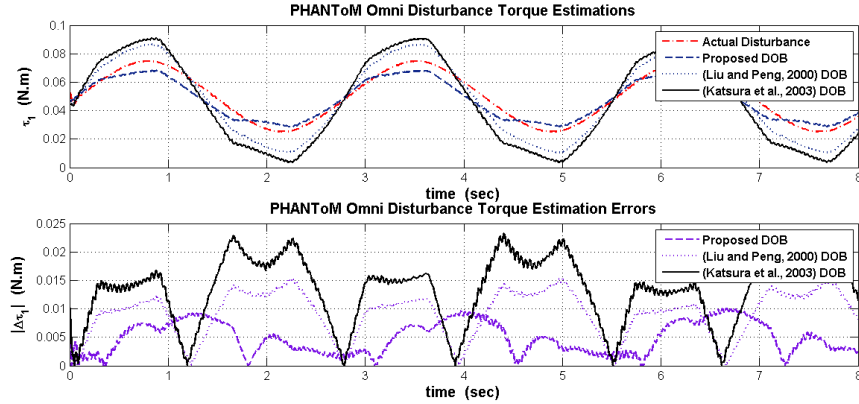 PHANToM Omni Disturbance Torque Estimations
0.1
0.08
0.06
0.04
0.02
0
τ1 (N.m)
Actual Disturbance
Proposed DOB
(Liu and Peng, 2000) DOB
(Katsura et al., 2003) DOB
0 1 2 3 4 5 6 7 8
time (sec)
PHANToM Omni Disturbance Torque Estimation Errors
0.025
0.02
0.015
0.01
0.005
0
|Δτ1| (N.m)
Proposed DOB
(Liu and Peng, 2000) DOB
(Katsura et al., 2003) DOB
0 1 2 3 4 5 6 7 8
time (sec)